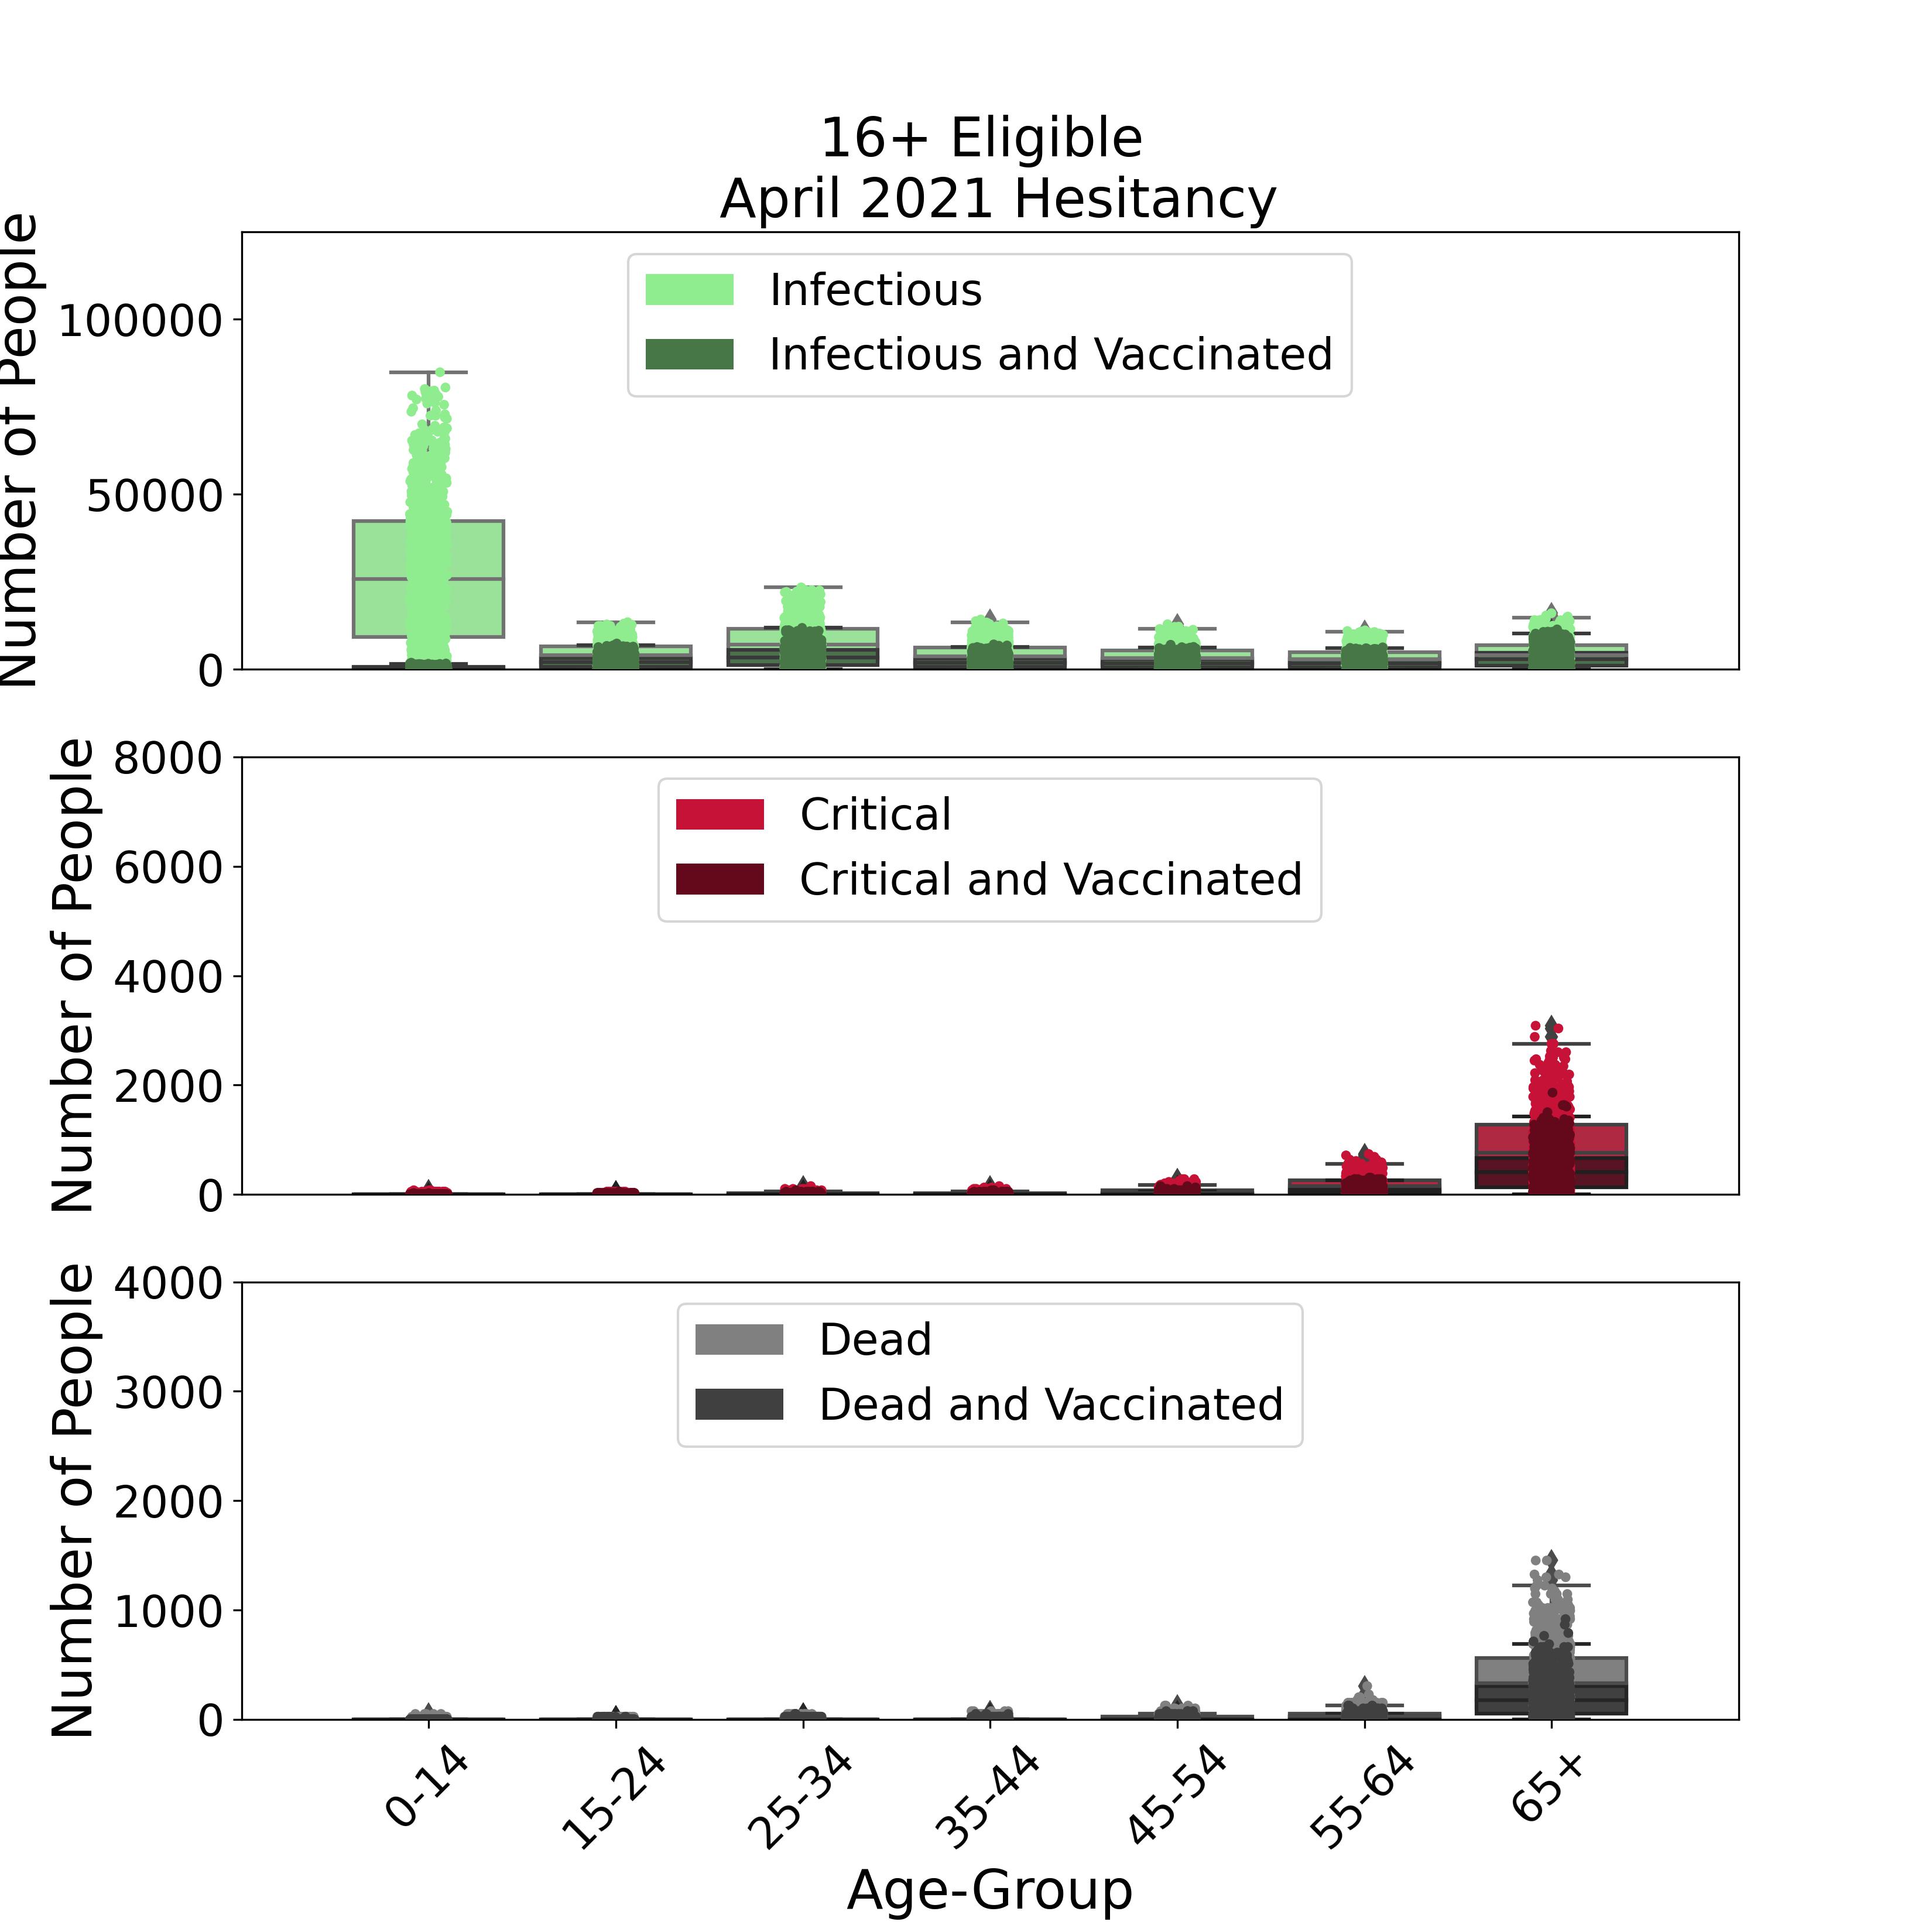 16+ Eligible
April 2021 Hesitancy
Number of People
100000
50000
0
Infectious
Infectious and Vaccinated
Number of People
8000
6000
4000
2000
0
Critical
Critical and Vaccinated
Number of People
4000
3000
2000
1000
0
Dead
Dead and Vaccinated
0-14
15-24
25-34
35-44
45-54
55-64
65+
Age-Group